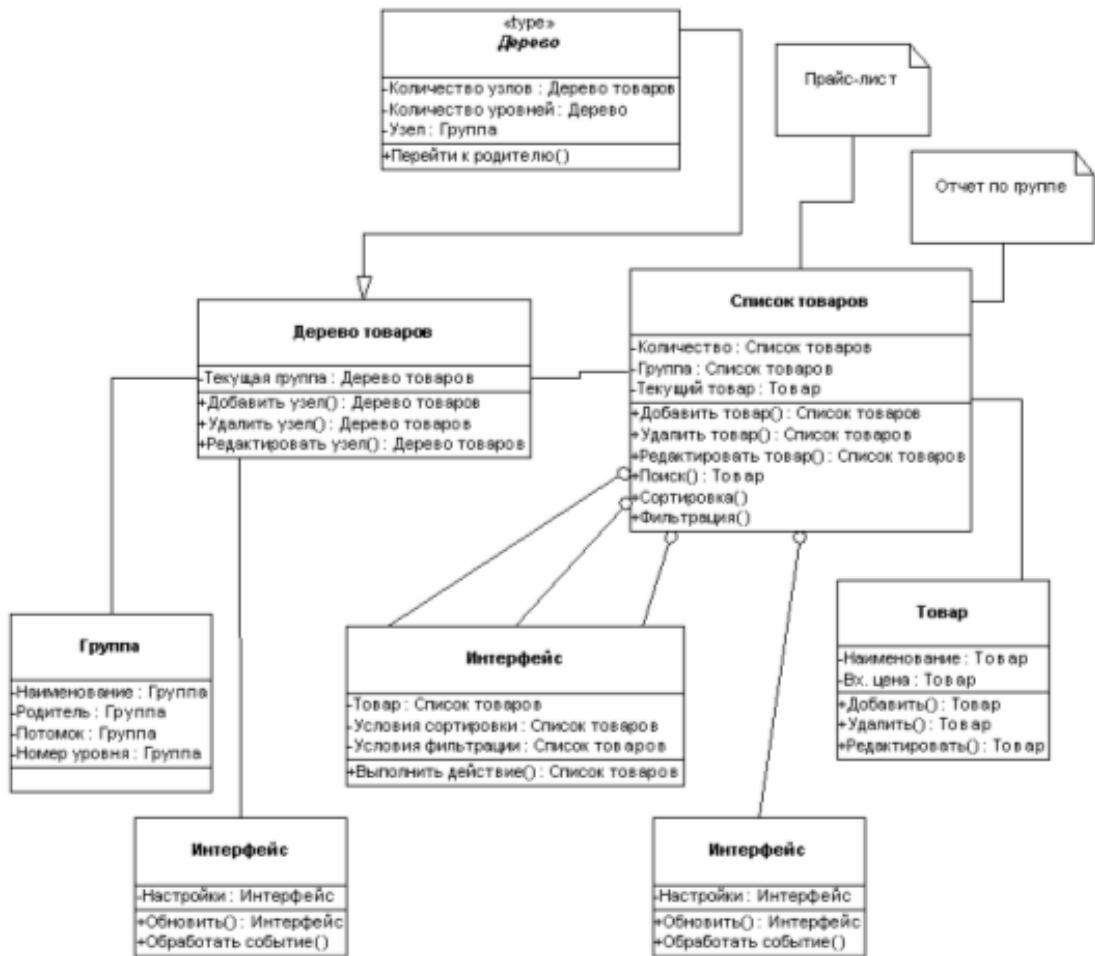 «type»
Дерево
-Количество узлов : Дерево товаров
-Количество уровней : Дерево
-Узел : Группа
+Перейти к родителю()
Прайс-лист
Отчет по группе
Дерево товаров
-Текущая группа : Дерево товаров
+Добавить узел() : Дерево товаров
+Удалить узел() : Дерево товаров
+Редактировать узел() : Дерево товаров
Список товаров
-Количество : Список товаров
-Группа : Список товаров
-Текущий товар : Товар
+Добавить товар() : Список товаров
+Удалить товар() : Список товаров
+Редактировать товар() : Список товаров
+Поиск() : Товар
+Сортировка()
+Фильтрация()
Группа
-Наименование : Группа
-Родитель : Группа
-Потомок : Группа
-Номер уровня : Группа
Интерфейс
-Товар : Список товаров
-Условия сортировки : Список товаров
-Условия фильтрации : Список товаров
+Выполнить действие() : Список товаров
Товар
-Наименование : Товар
-Вх. цена : Товар
+Добавить() : Товар
+Удалить() : Товар
+Редактировать() : Товар
Интерфейс
-Настройки : Интерфейс
+Обновить() : Интерфейс
+Обработать событие()
Интерфейс
-Настройки : Интерфейс
+Обновить() : Интерфейс
+Обработать событие()